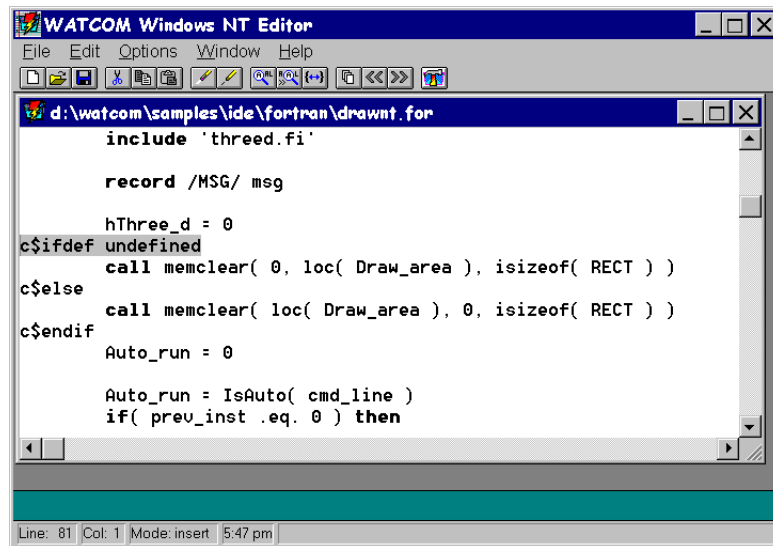 WATCOM Windows NT Editor
File Edit Options Window Help
d:\watcom\samples\ide\fortran\drawnt.for
include 'threed.fi'
record /MSG/ msg
hThree_d = 0
c$ifdef undefined
call memclear( 0, loc( Draw_area ), isizeof( RECT ) )
c$else
call memclear( loc( Draw_area ), 0, isizeof( RECT ) )
c$endif
Auto_run = 0
Auto_run = IsAuto( cmd_line )
if( prev_inst .eq. 0 ) then
Line: 81 Col: 1 Mode: insert 5:47 pm